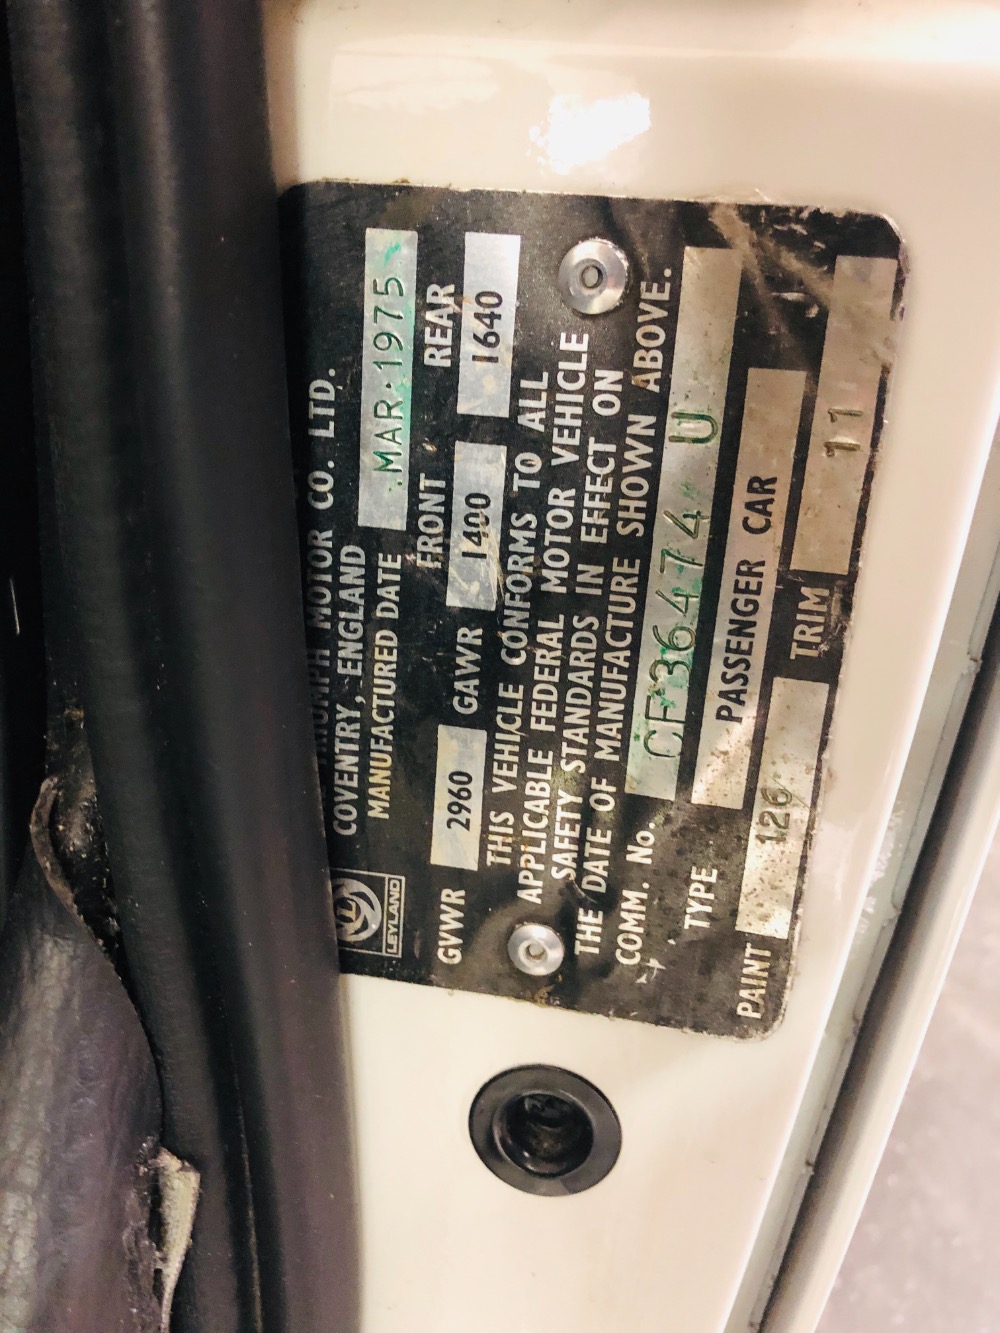 TRIUMPH MOTOR CO. LTD.
COVENTRY, ENGLAND
MANUFACTURED DATE MAR·1975
LEYLAND
FRONT REAR
GVWR 2960 GAWR 1400 1640
THIS VEHICLE CONFORMS TO ALL
APPLICABLE FEDERAL MOTOR VEHICLE
SAFETY STANDARDS IN EFFECT ON
THE DATE OF MANUFACTURE SHOWN ABOVE.
COMM. No. CF36474 U
TYPE PASSENGER CAR
PAINT 126 TRIM 11